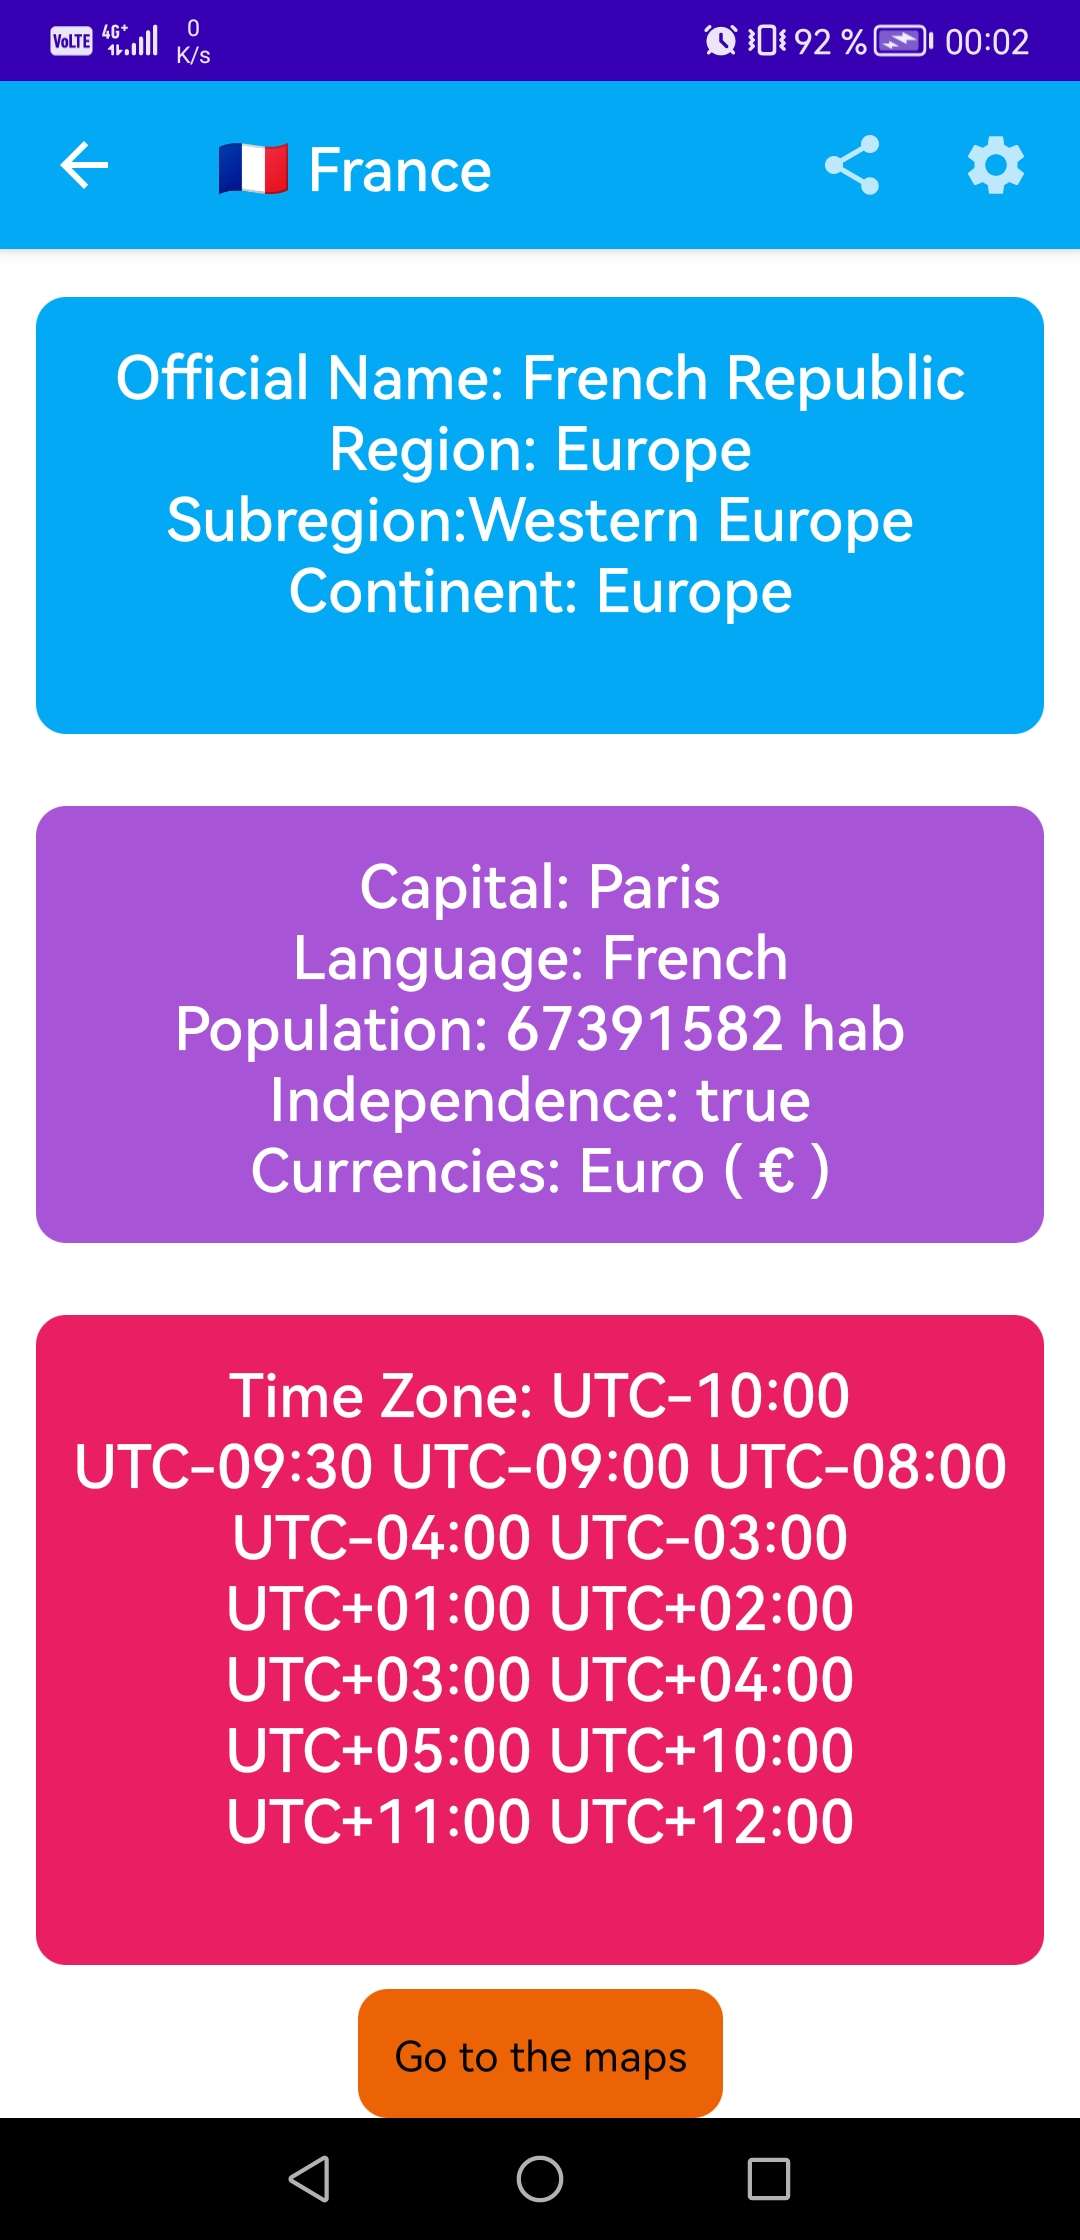 VoLTE 4G+ 0 K/s 92 % 00:02
France
Official Name: French Republic
Region: Europe
Subregion:Western Europe
Continent: Europe
Capital: Paris
Language: French
Population: 67391582 hab
Independence: true
Currencies: Euro ( € )
Time Zone: UTC-10:00
UTC-09:30 UTC-09:00 UTC-08:00
UTC-04:00 UTC-03:00
UTC+01:00 UTC+02:00
UTC+03:00 UTC+04:00
UTC+05:00 UTC+10:00
UTC+11:00 UTC+12:00
Go to the maps